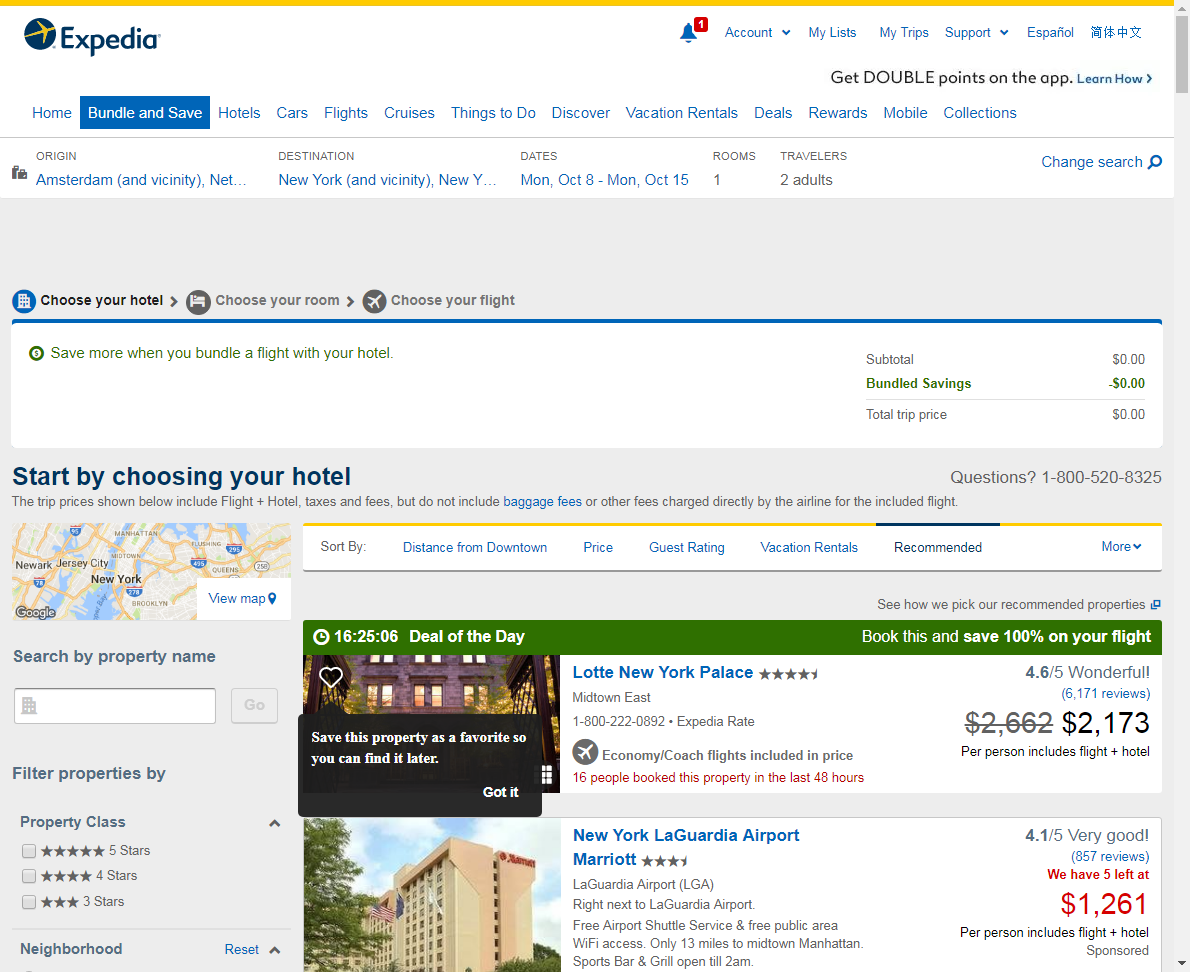 Expedia
1
Account
My Lists
My Trips
Support
Español
简体中文
Get DOUBLE points on the app. Learn How
Home
Bundle and Save
Hotels
Cars
Flights
Cruises
Things to Do
Discover
Vacation Rentals
Deals
Rewards
Mobile
Collections
ORIGIN
Amsterdam (and vicinity), Net...
DESTINATION
New York (and vicinity), New Y...
DATES
Mon, Oct 8 - Mon, Oct 15
ROOMS
1
TRAVELERS
2 adults
Change search
Choose your hotel
Choose your room
Choose your flight
Save more when you bundle a flight with your hotel.
Subtotal $0.00
Bundled Savings -$0.00
Total trip price $0.00
Start by choosing your hotel
Questions? 1-800-520-8325
The trip prices shown below include Flight + Hotel, taxes and fees, but do not include baggage fees or other fees charged directly by the airline for the included flight.
95
MANHATTAN
FLUSHING
295
MIDTOWN
Newark
Jersey City
495
QUEENS
258
78
New York
278
BROOKLYN
Google
View map
Sort By:
Distance from Downtown
Price
Guest Rating
Vacation Rentals
Recommended
More
See how we pick our recommended properties
Search by property name
Go
Filter properties by
Property Class
5 Stars
4 Stars
3 Stars
Neighborhood
Reset
16:25:06 Deal of the Day
Book this and save 100% on your flight
Save this property as a favorite so
you can find it later.
Got it
Lotte New York Palace
Midtown East
1-800-222-0892 • Expedia Rate
Economy/Coach flights included in price
16 people booked this property in the last 48 hours
4.6/5 Wonderful!
(6,171 reviews)
$2,662 $2,173
Per person includes flight + hotel
Marriott
New York LaGuardia Airport
Marriott
LaGuardia Airport (LGA)
Right next to LaGuardia Airport.
Free Airport Shuttle Service & free public area
WiFi access. Only 13 miles to midtown Manhattan.
Sports Bar & Grill open till 2am.
4.1/5 Very good!
(857 reviews)
We have 5 left at
$1,261
Per person includes flight + hotel
Sponsored